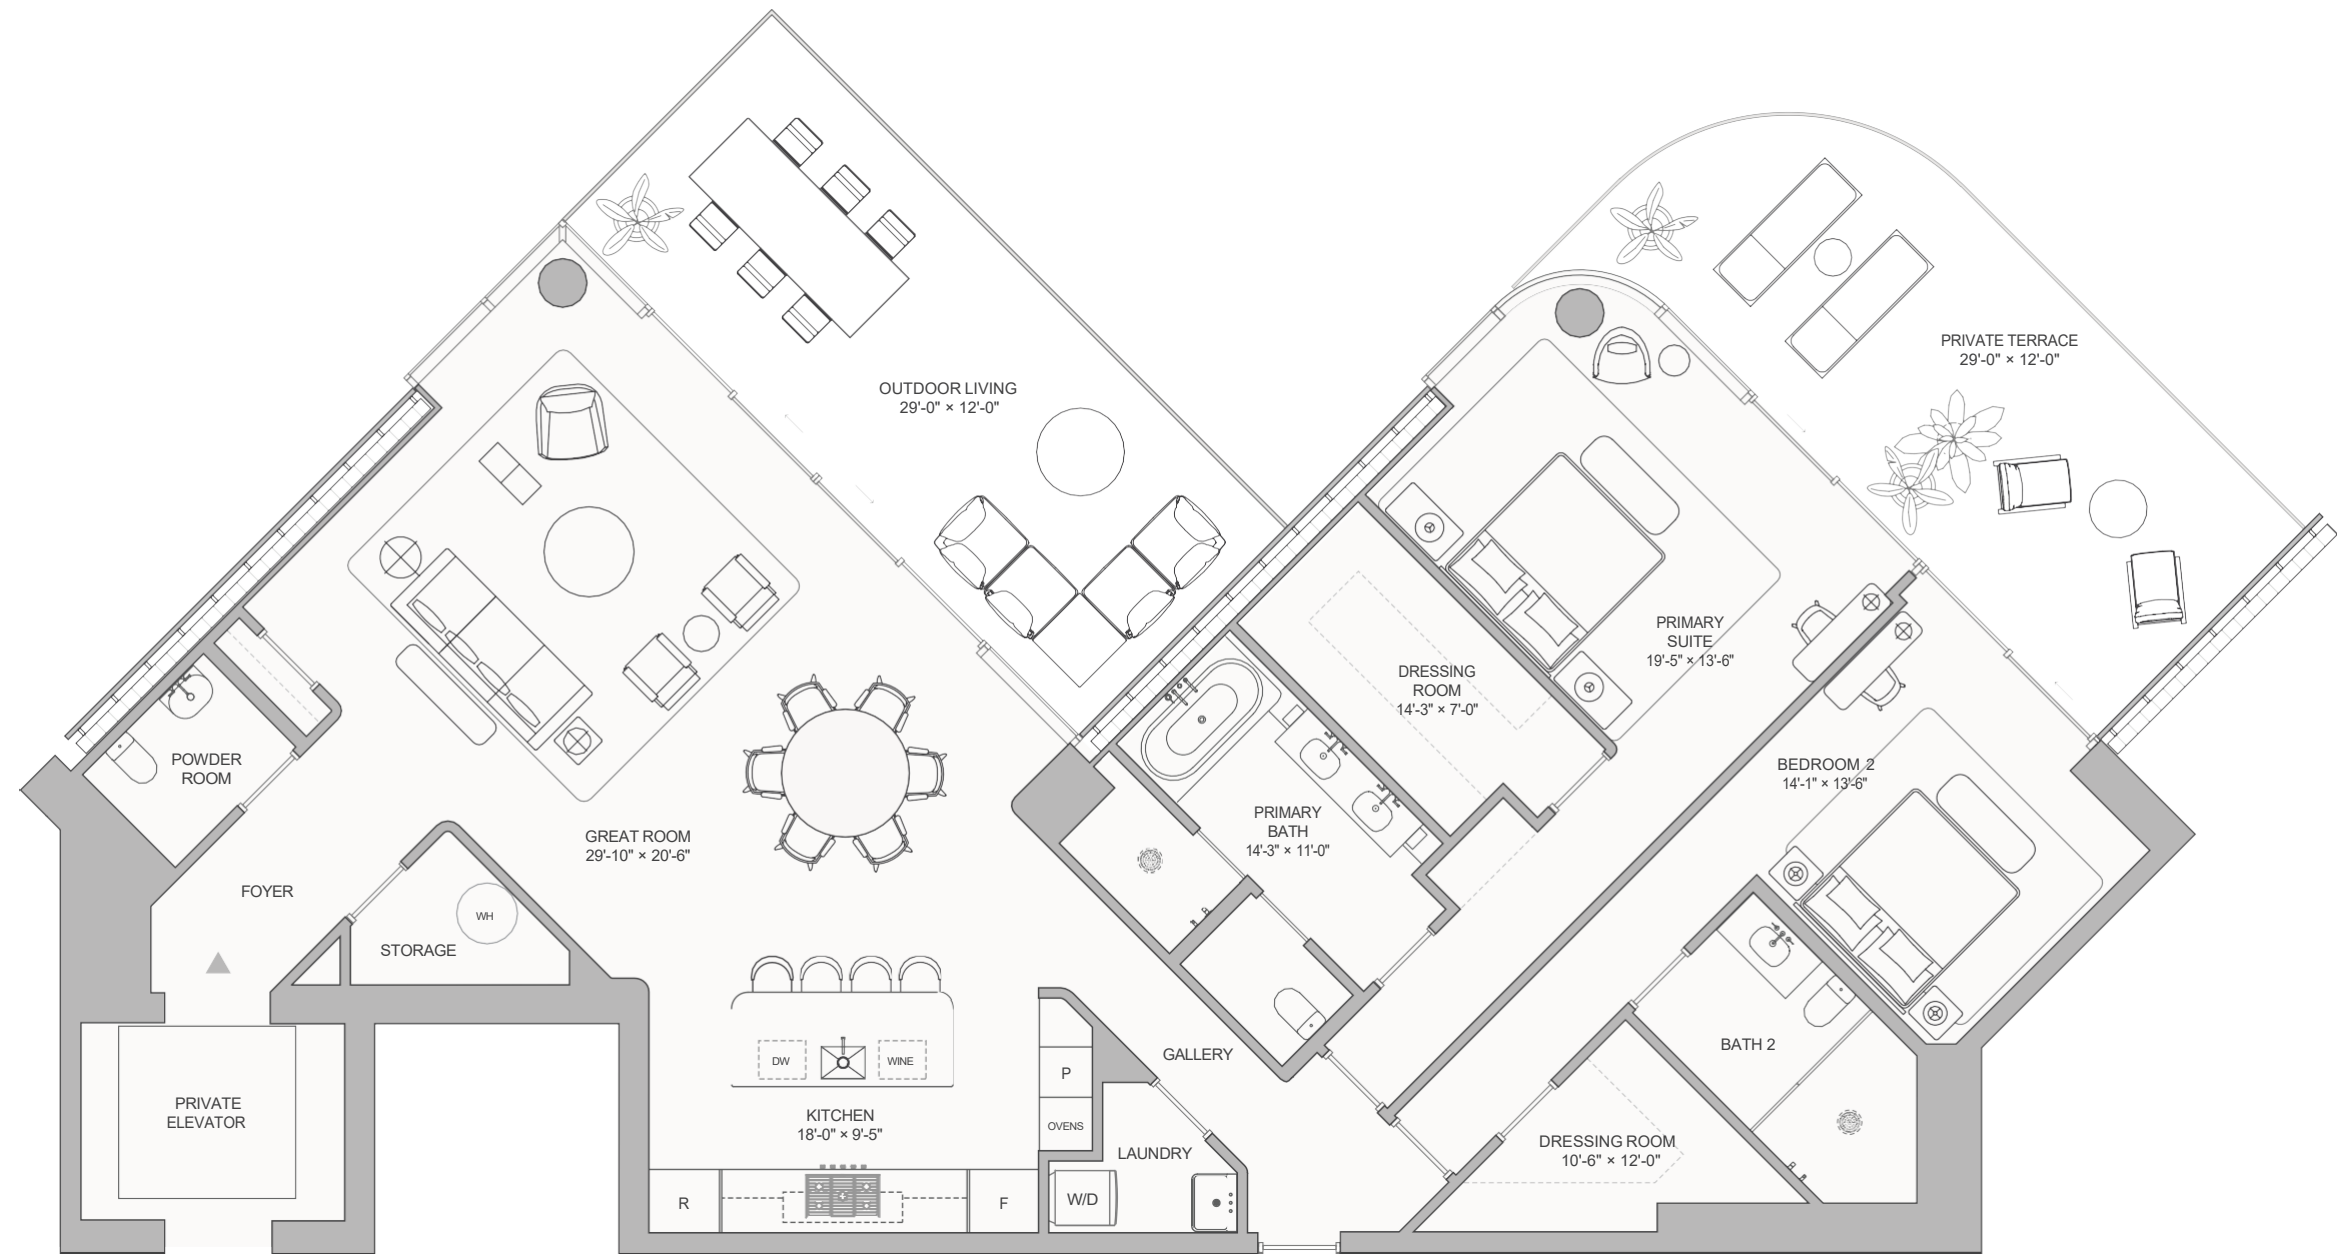 OUTDOOR LIVING
29'-0" × 12'-0"
PRIVATE TERRACE
29'-0" × 12'-0"
PRIMARY
SUITE
19'-5" × 13'-6"
DRESSING
ROOM
14'-3" × 7'-0"
POWDER
ROOM
BEDROOM 2
14'-1" × 13'-6"
PRIMARY
BATH
14'-3" × 11'-0"
GREAT ROOM
29'-10" × 20'-6"
FOYER
WH
STORAGE
DW
WINE
GALLERY
BATH 2
P
PRIVATE
ELEVATOR
KITCHEN
18'-0" × 9'-5"
OVENS
LAUNDRY
DRESSING ROOM
10'-6" × 12'-0"
R
F
W/D